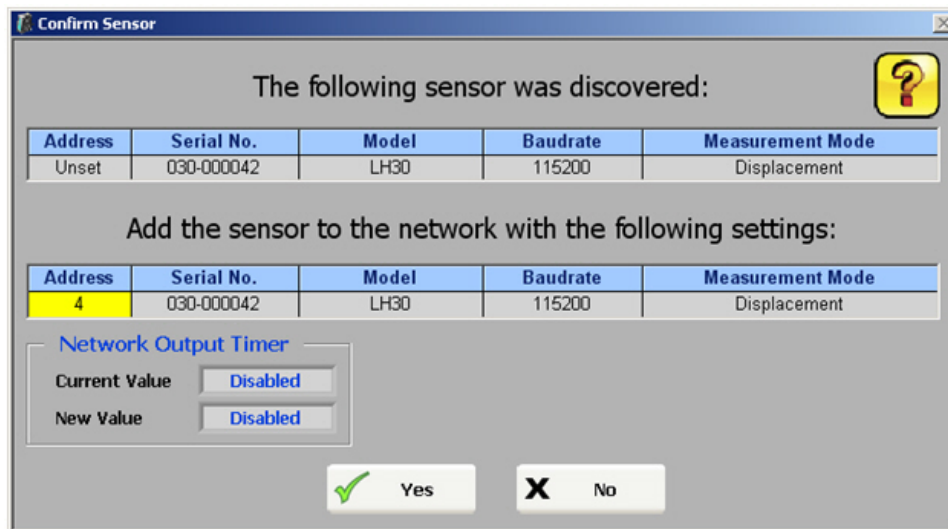 Confirm Sensor
The following sensor was discovered:
Address Serial No. Model Baudrate Measurement Mode
Unset 030-000042 LH30 115200 Displacement
Add the sensor to the network with the following settings:
Address Serial No. Model Baudrate Measurement Mode
4 030-000042 LH30 115200 Displacement
Network Output Timer
Current Value Disabled
New Value Disabled
Yes No